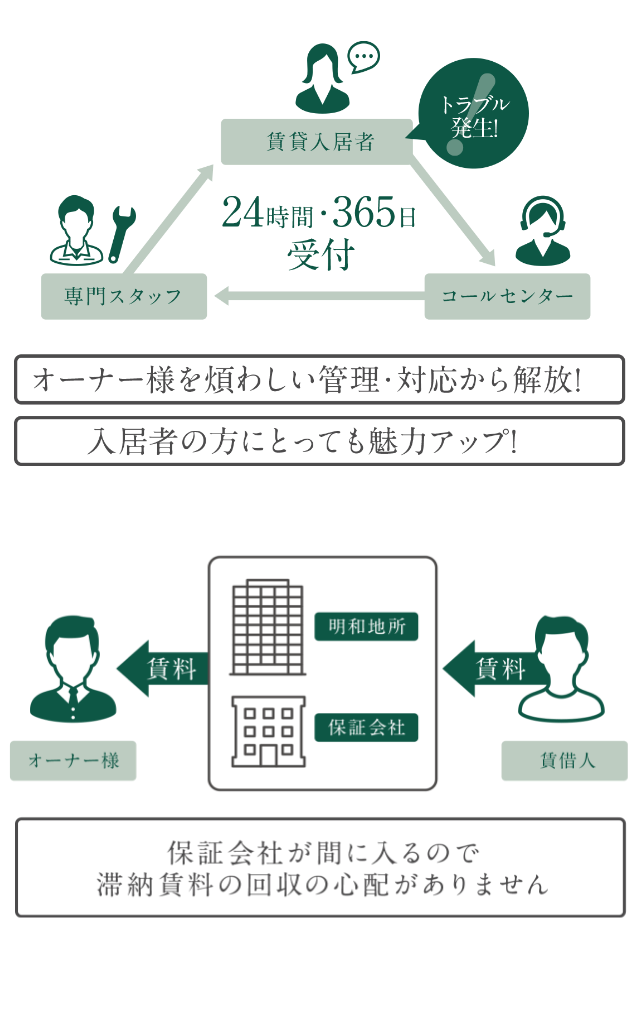 トラブル
発生!
賃貸入居者
24時間・365日
受付
専門スタッフ
コールセンター
オーナー様を煩わしい管理・対応から解放!
入居者の方にとっても魅力アップ!
明和地所
賃料
賃料
保証会社
オーナー様
賃借人
保証会社が間に入るので
滞納賃料の回収の心配がありません